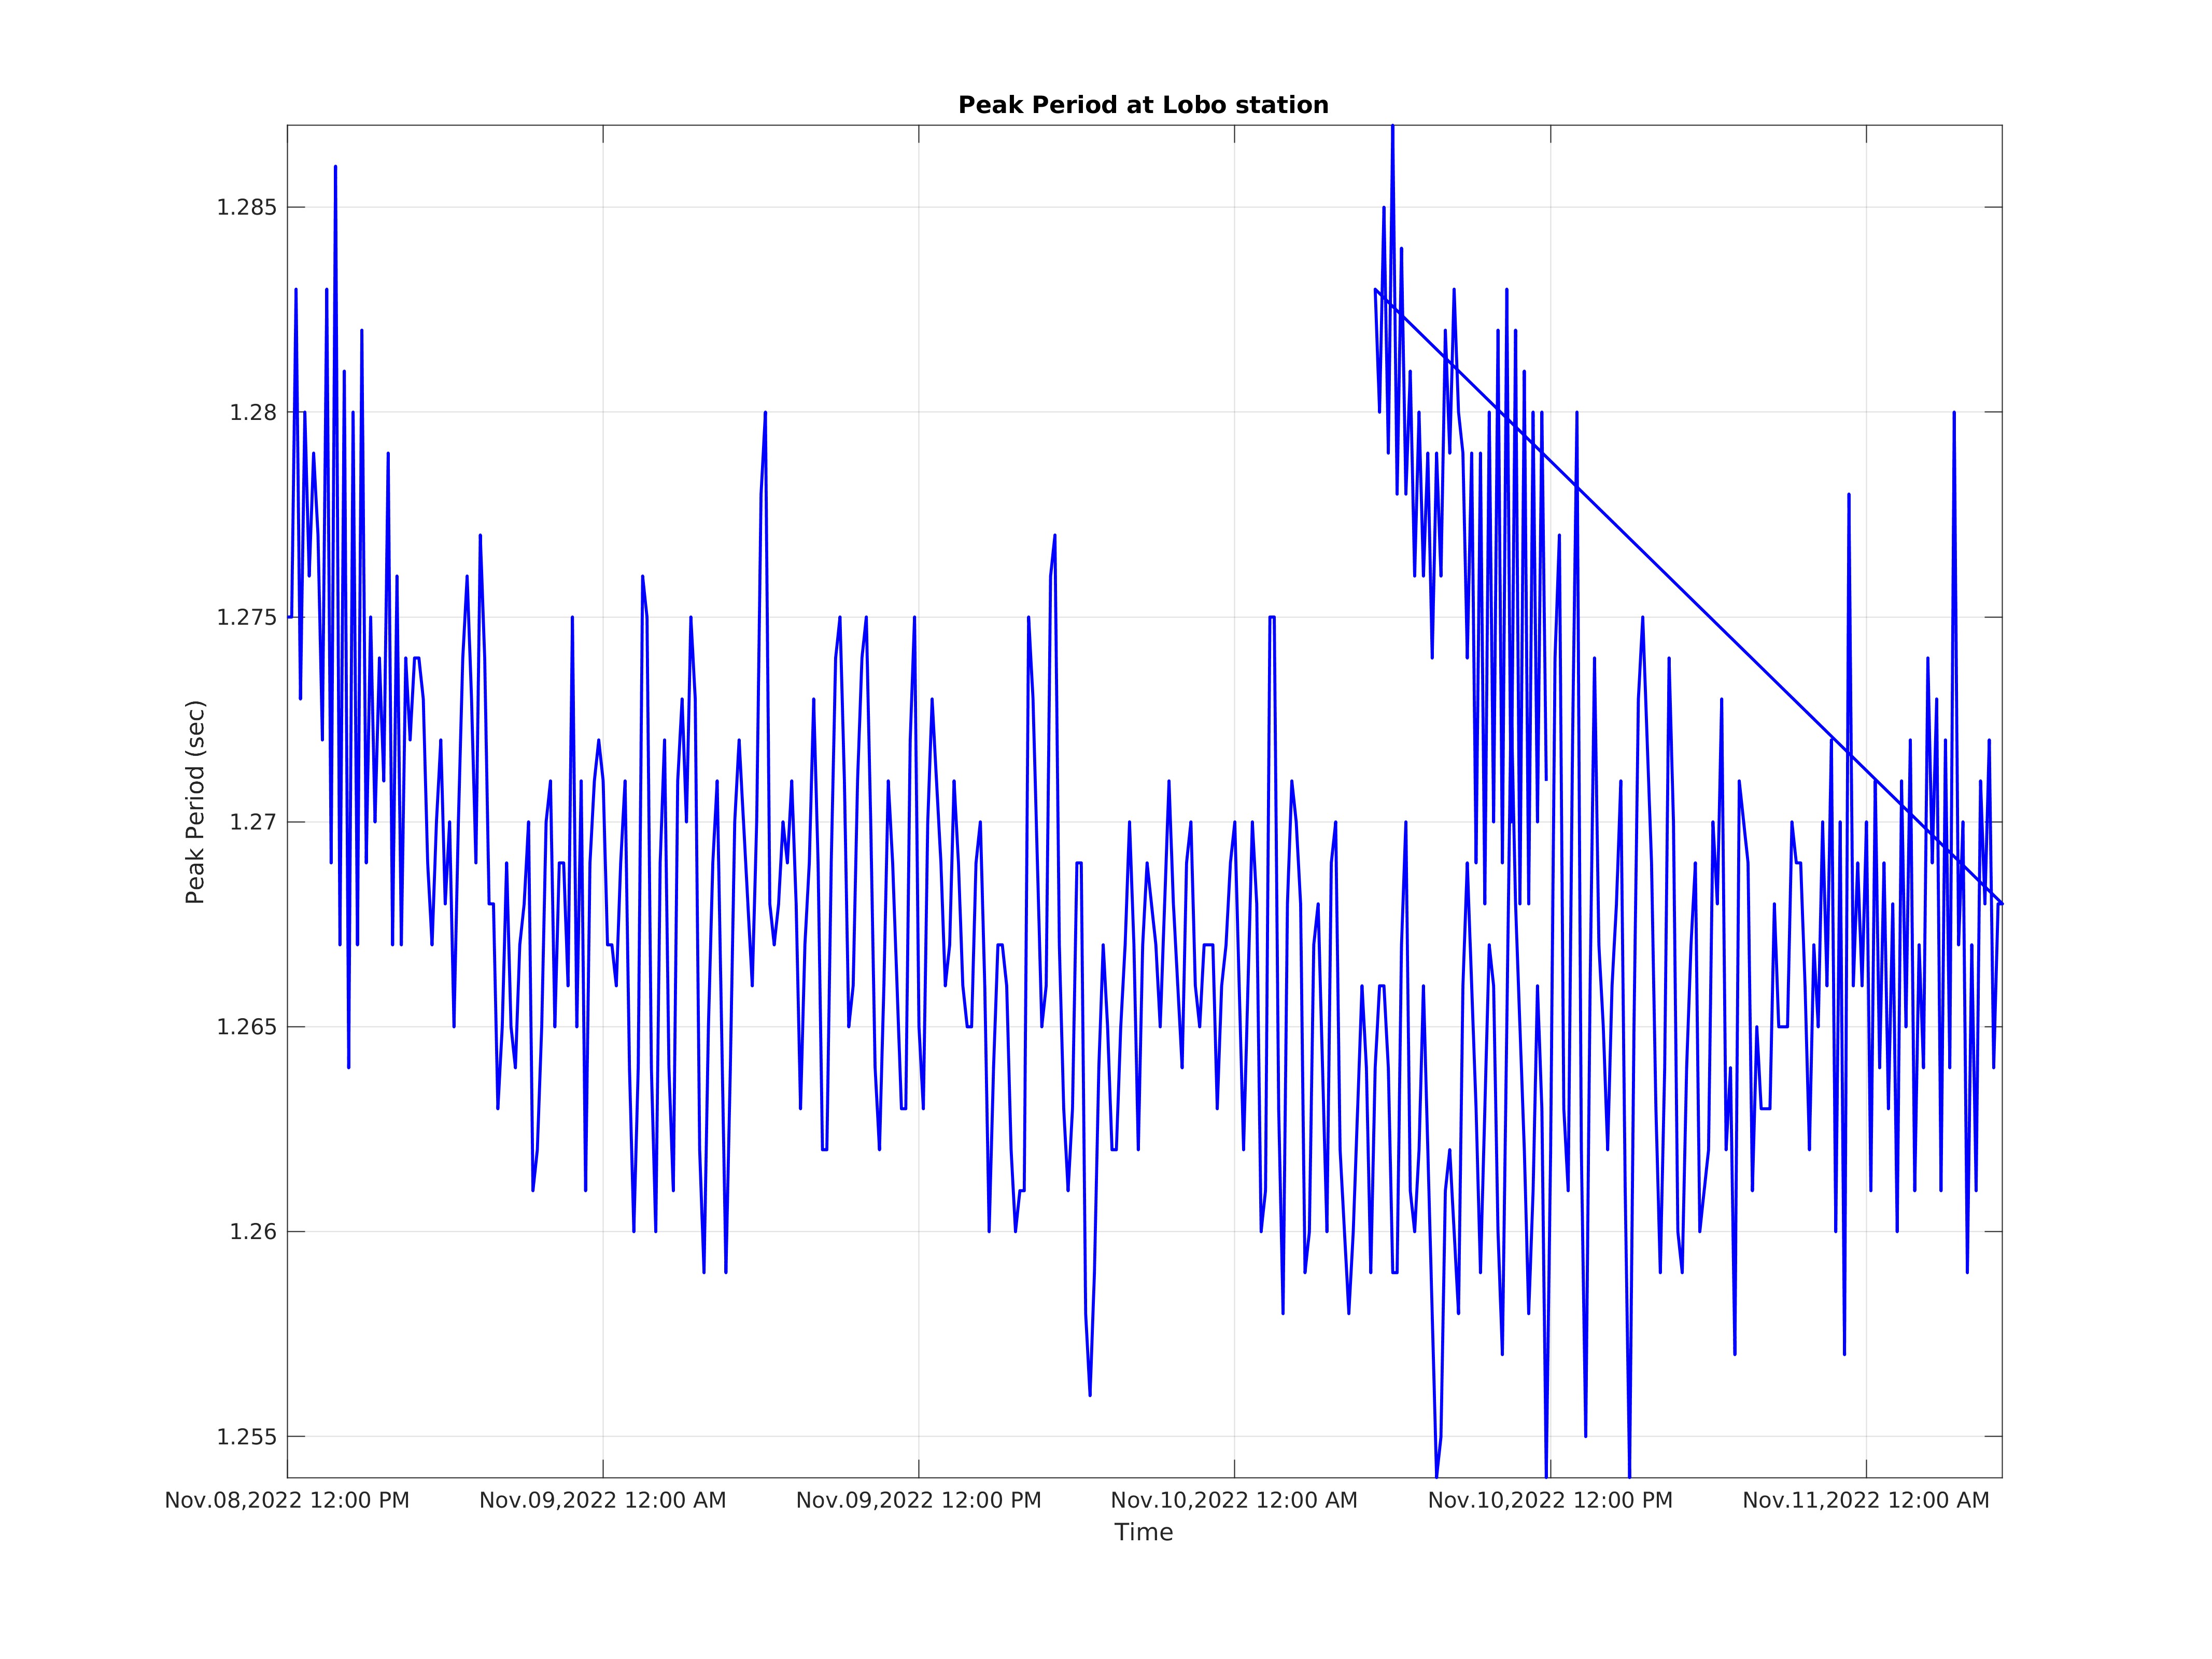 Peak Period at Lobo station
Peak Period (sec)
1.285
1.28
1.275
1.27
1.265
1.26
1.255
Nov.08,2022 12:00 PM
Nov.09,2022 12:00 AM
Nov.09,2022 12:00 PM
Nov.10,2022 12:00 AM
Nov.10,2022 12:00 PM
Nov.11,2022 12:00 AM
Time